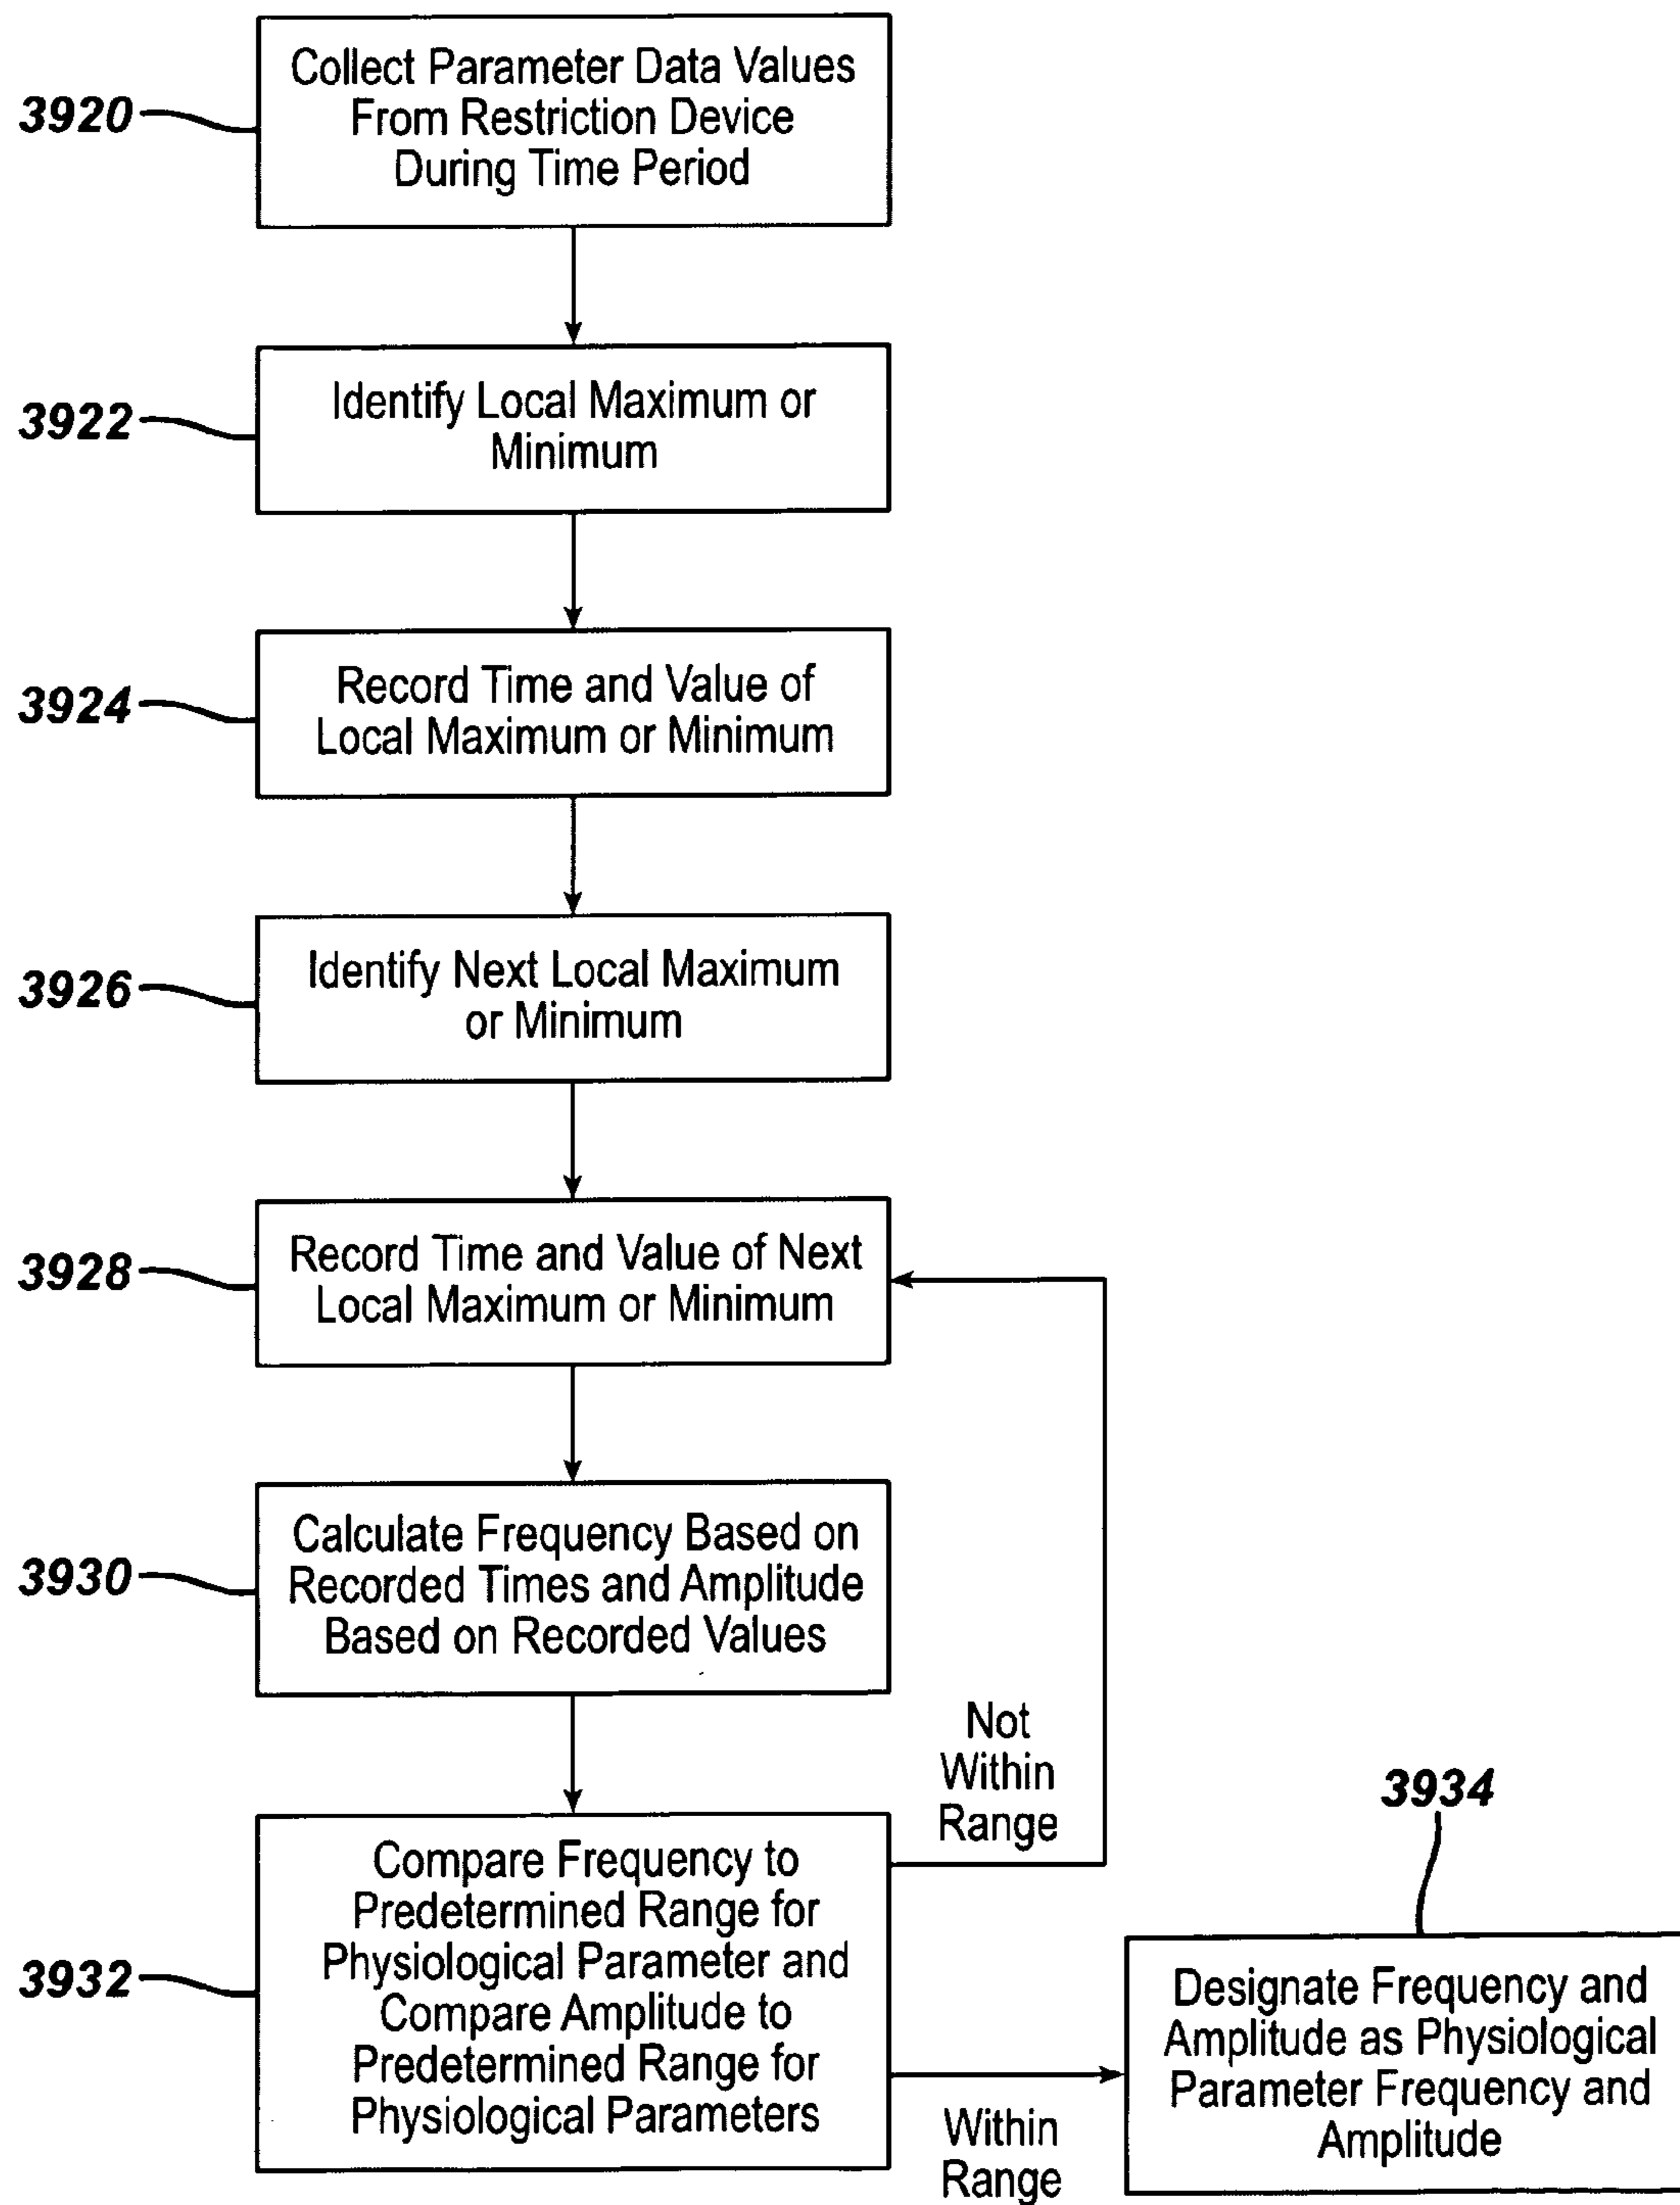 3920
Collect Parameter Data Values
From Restriction Device
During Time Period
3922
Identify Local Maximum or
Minimum
3924
Record Time and Value of
Local Maximum or Minimum
3926
Identify Next Local Maximum
or Minimum
3928
Record Time and Value of Next
Local Maximum or Minimum
3930
Calculate Frequency Based on
Recorded Times and Amplitude
Based on Recorded Values
Not
Within
Range
3932
Compare Frequency to
Predetermined Range for
Physiological Parameter and
Compare Amplitude to
Predetermined Range for
Physiological Parameters
Within
Range
3934
Designate Frequency and
Amplitude as Physiological
Parameter Frequency and
Amplitude